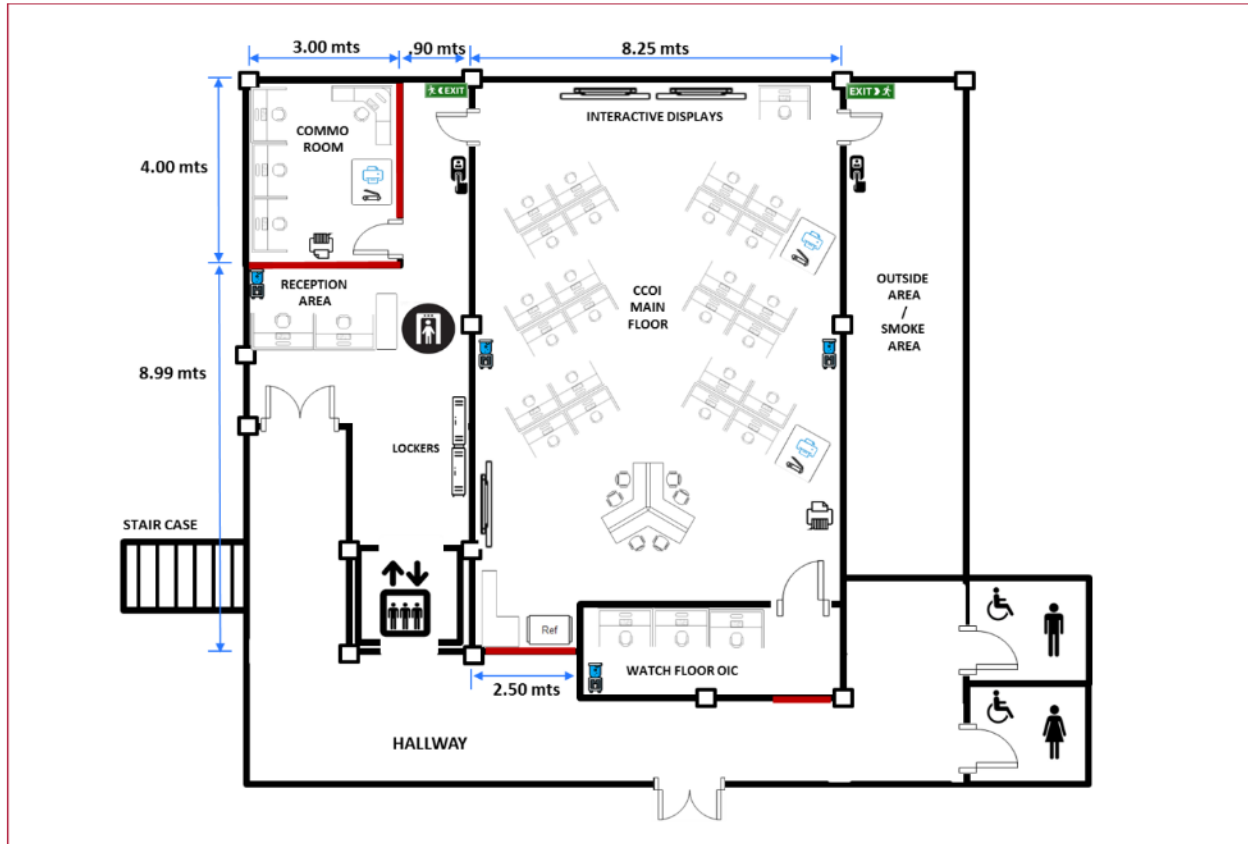 3.00 mts
.90 mts
8.25 mts
EXIT
EXIT
INTERACTIVE DISPLAYS
COMMO
ROOM
4.00 mts
RECEPTION
AREA
CCOI
MAIN
FLOOR
OUTSIDE
AREA
/
SMOKE
AREA
8.99 mts
LOCKERS
STAIR CASE
Ref
WATCH FLOOR OIC
2.50 mts
HALLWAY